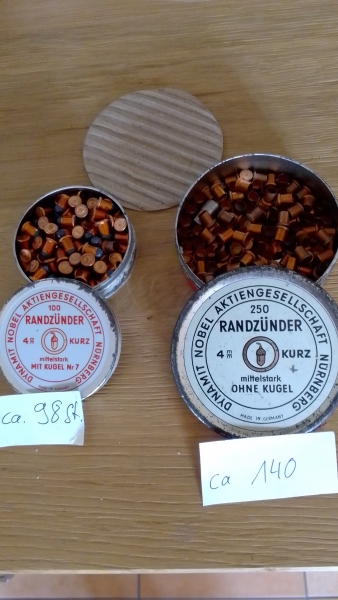 DYNAMIT NOBEL AKTIENGESELLSCHAFT NÜRNBERG
100
RANDZÜNDER
4 mm KURZ
mittelstark
MIT KUGEL Nr 7
ca. 98 St.
DYNAMIT NOBEL AKTIENGESELLSCHAFT NÜRNBERG
250
RANDZÜNDER
4 mm KURZ
mittelstark
OHNE KUGEL
MADE IN GERMANY
ca 140